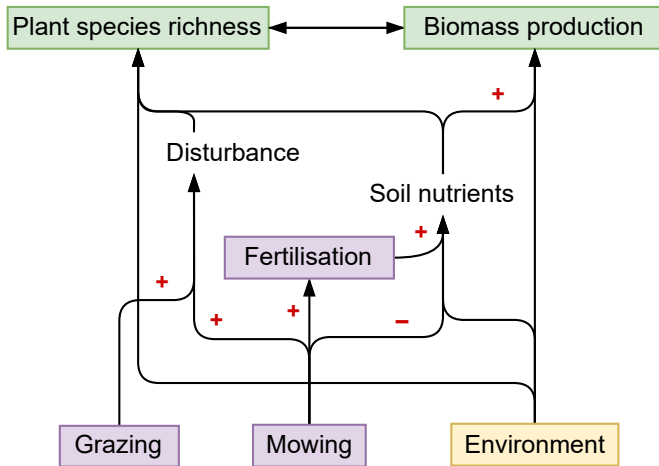 Plant species richness
Biomass production
+
Disturbance
Soil nutrients
+
Fertilisation
+
+
+
−
Grazing
Mowing
Environment